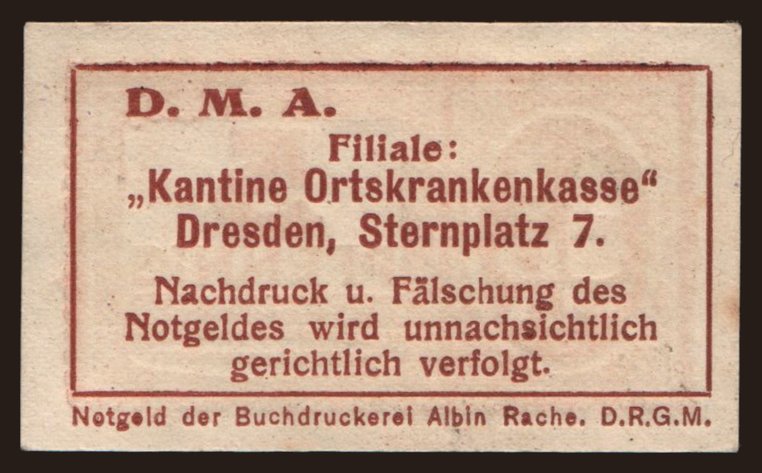 D. M. A.
Filiale:
„Kantine Ortskrankenkasse“
Dresden, Sternplatz 7.
Nachdruck u. Fälschung des
Notgeldes wird unnachsichtlich
gerichtlich verfolgt.
Notgeld der Buchdruckerei Albin Rache. D.R.G.M.